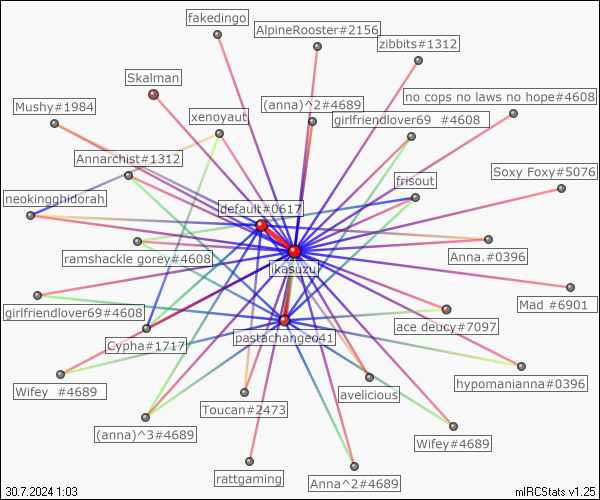 fakedingo
AlpineRooster#2156
zibbits#1312
Skalman
no cops no laws no hope#4608
Mushy#1984
(anna)^2#4689
xenoyaut
girlfriendlover69 #4608
Annarchist#1312
Soxy Foxy#5076
frisout
neokingghidorah
default#0617
Anna.#0396
ramshackle gorey#4608
jikasuzu
Mad #6901
girlfriendlover69#4608
ace deucy#7097
pastachangeo41
Cypha#1717
hypomanianna#0396
Wifey #4689
avelicious
Toucan#2473
(anna)^3#4689
Wifey#4689
rattgaming
Anna^2#4689
30.7.2024 1:03
mIRCStats v1.25